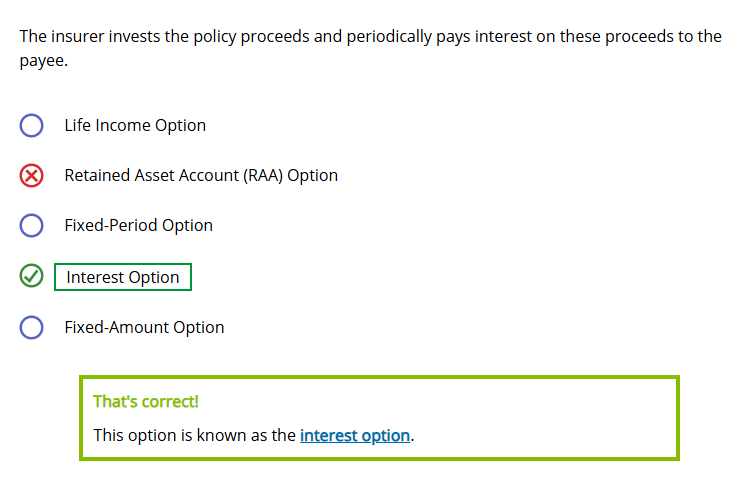 The insurer invests the policy proceeds and periodically pays interest on these proceeds to the
payee.
Life Income Option
Retained Asset Account (RAA) Option
Fixed-Period Option
Interest Option
Fixed-Amount Option
That's correct!
This option is known as the interest option.